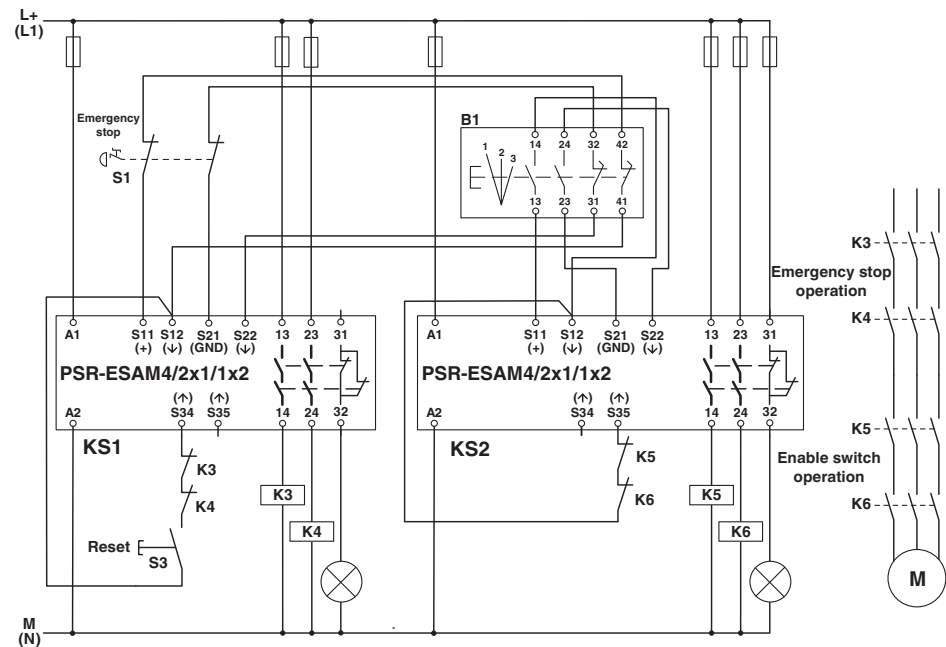 L+
(L1)
Emergency
stop
S1
B1
1
2
3
14
24
32
42
13
23
31
41
K3
Emergency stop
operation
K4
A1
S11
(+)
S12
(↓)
S21
(GND)
S22
(↓)
13
23
31
PSR-ESAM4/2x1/1x2
A2
(↑)
S34
(↑)
S35
14
24
32
KS1
A1
S11
(+)
S12
(↓)
S21
(GND)
S22
(↓)
13
23
31
PSR-ESAM4/2x1/1x2
A2
(↑)
S34
(↑)
S35
14
24
32
KS2
K5
Enable switch
operation
K6
K3
K4
Reset
S3
K3
K4
K5
K6
K5
K6
M
M
(N)